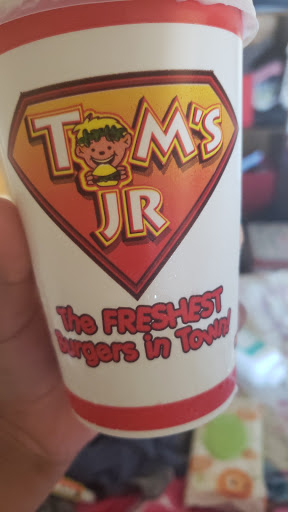 TOM'S
JR
The FRESHEST
Burgers in Town!